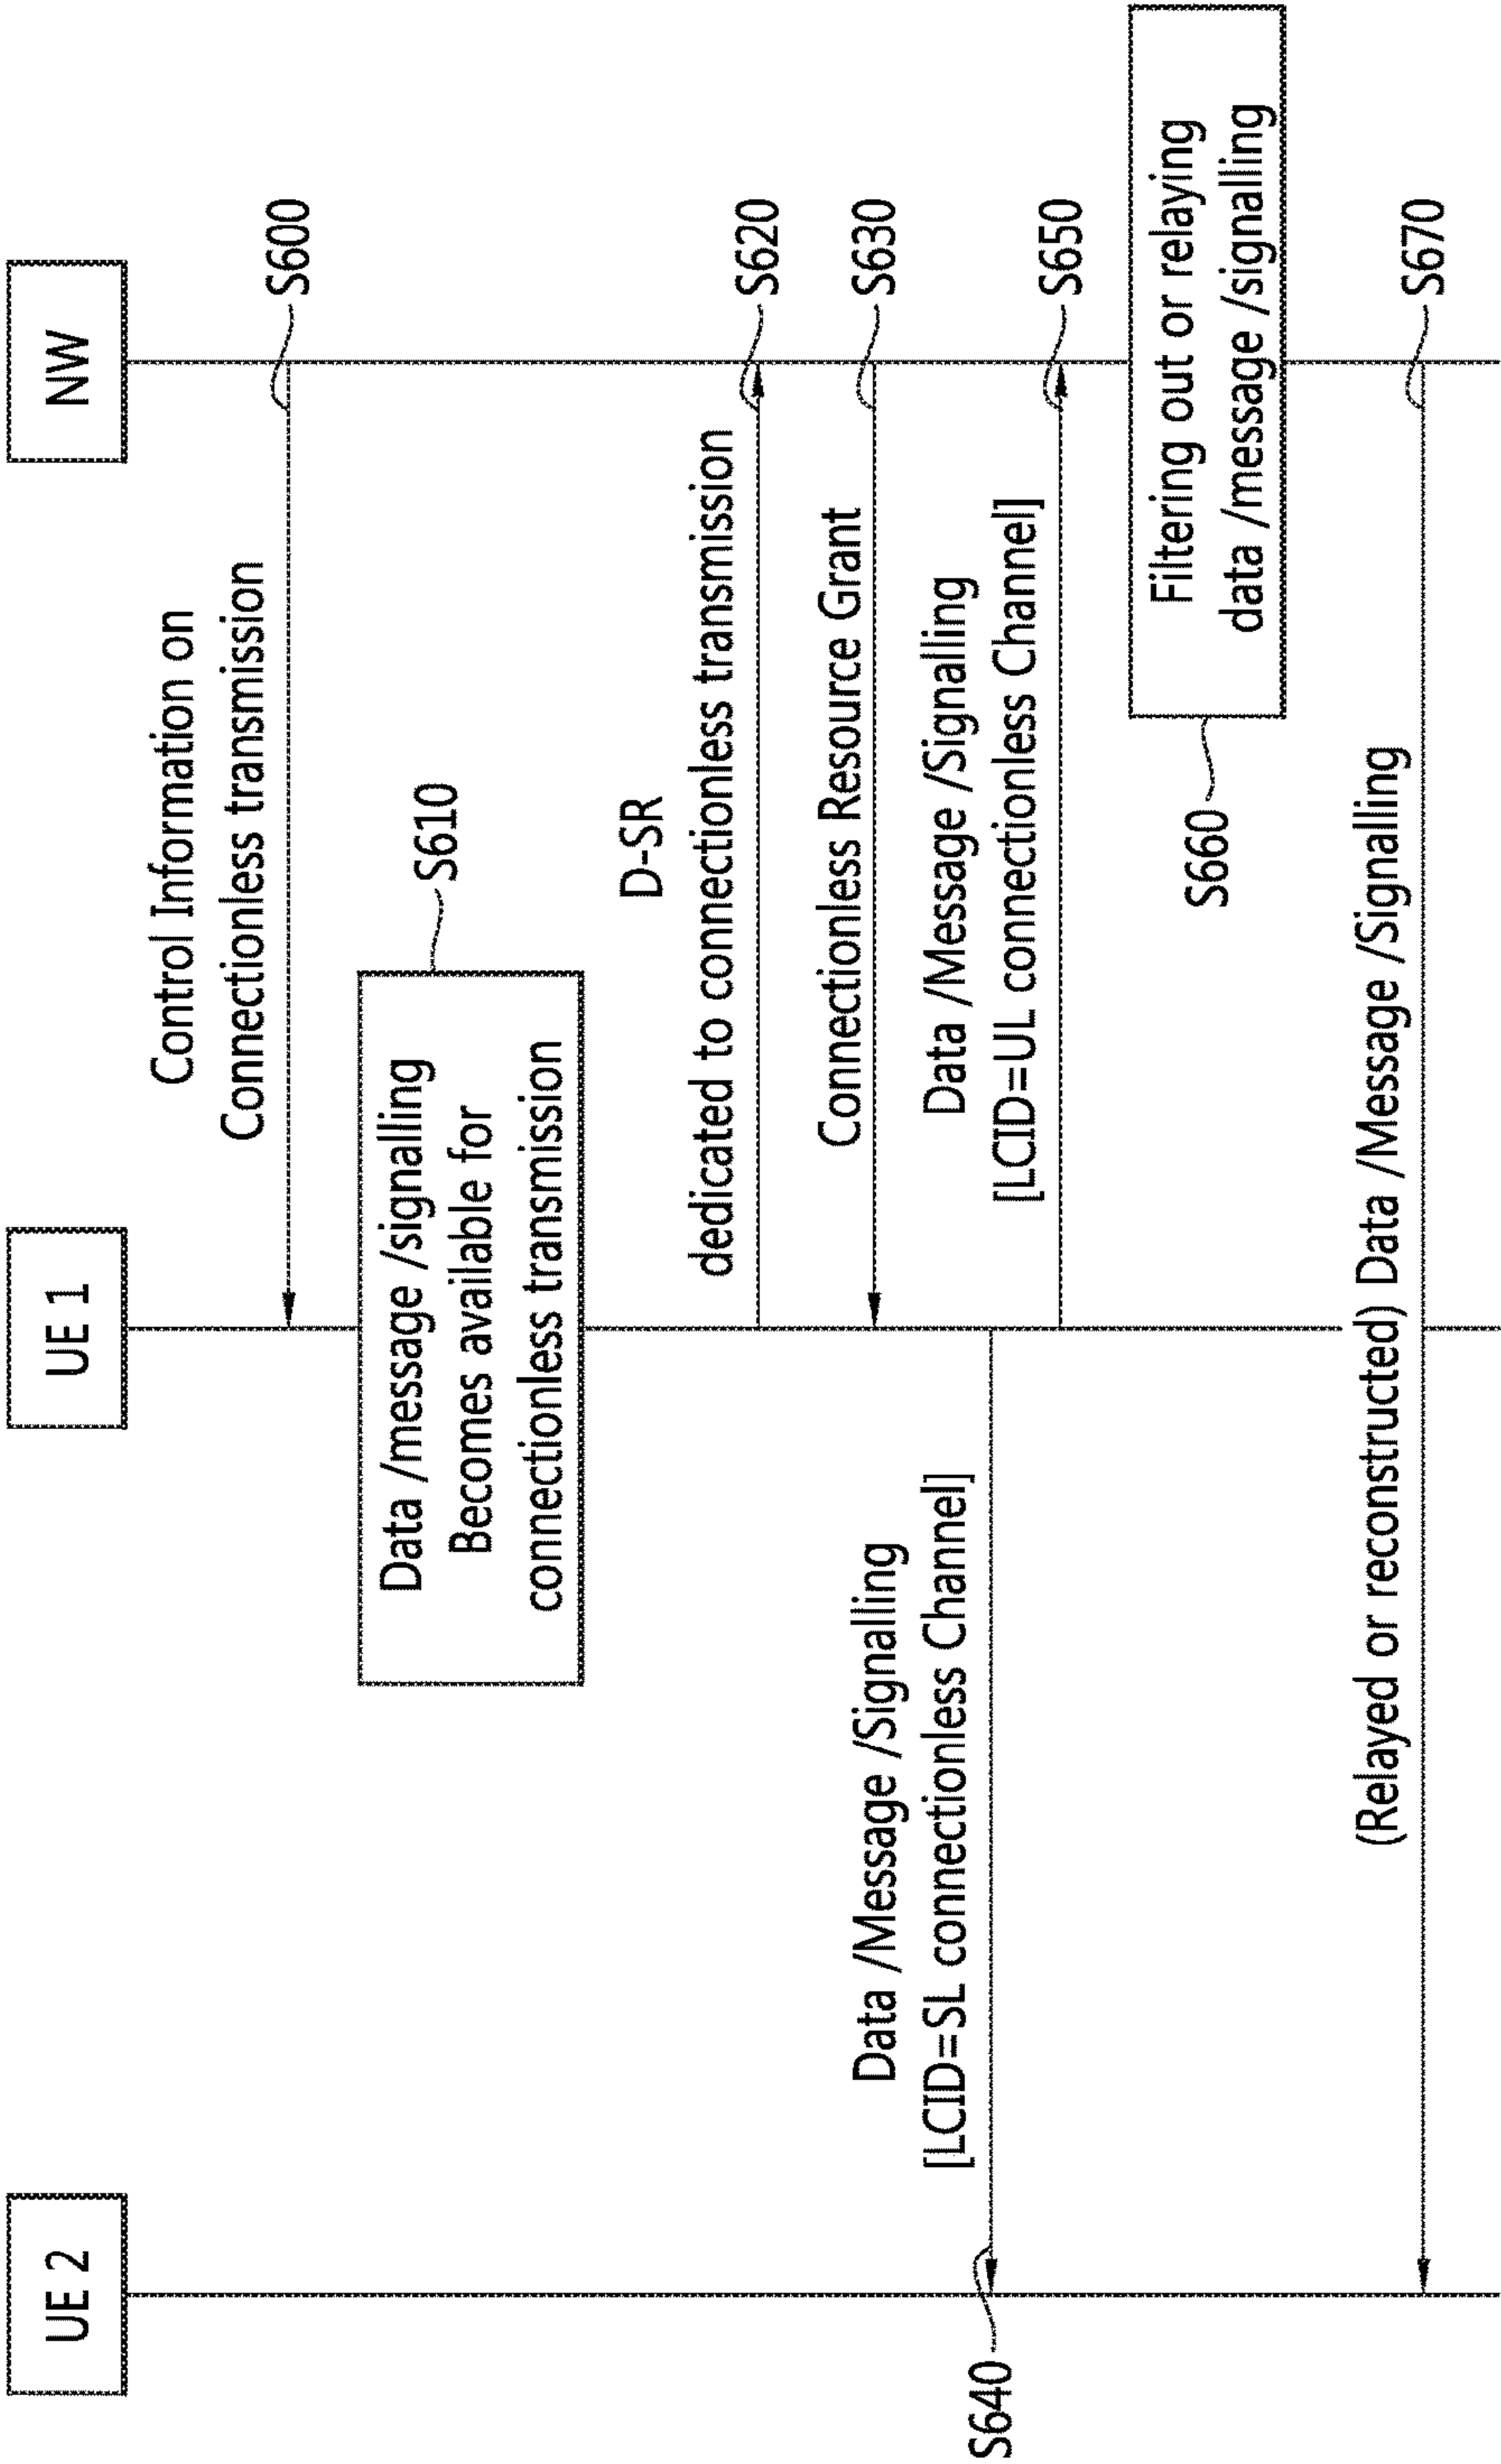 UE 2
UE 1
NW
Control Information on
Connectionless transmission
S600
Data /message /signalling
Becomes available for
connectionless transmission
S610
D-SR
dedicated to connectionless transmission
S620
Connectionless Resource Grant
S630
Data /Message /Signalling
[LCID=SL connectionless Channel]
S640
Data /Message /Signalling
[LCID=UL connectionless Channel]
S650
Filtering out or relaying
data /message /signalling
S660
(Relayed or reconstructed) Data /Message /Signalling
S670